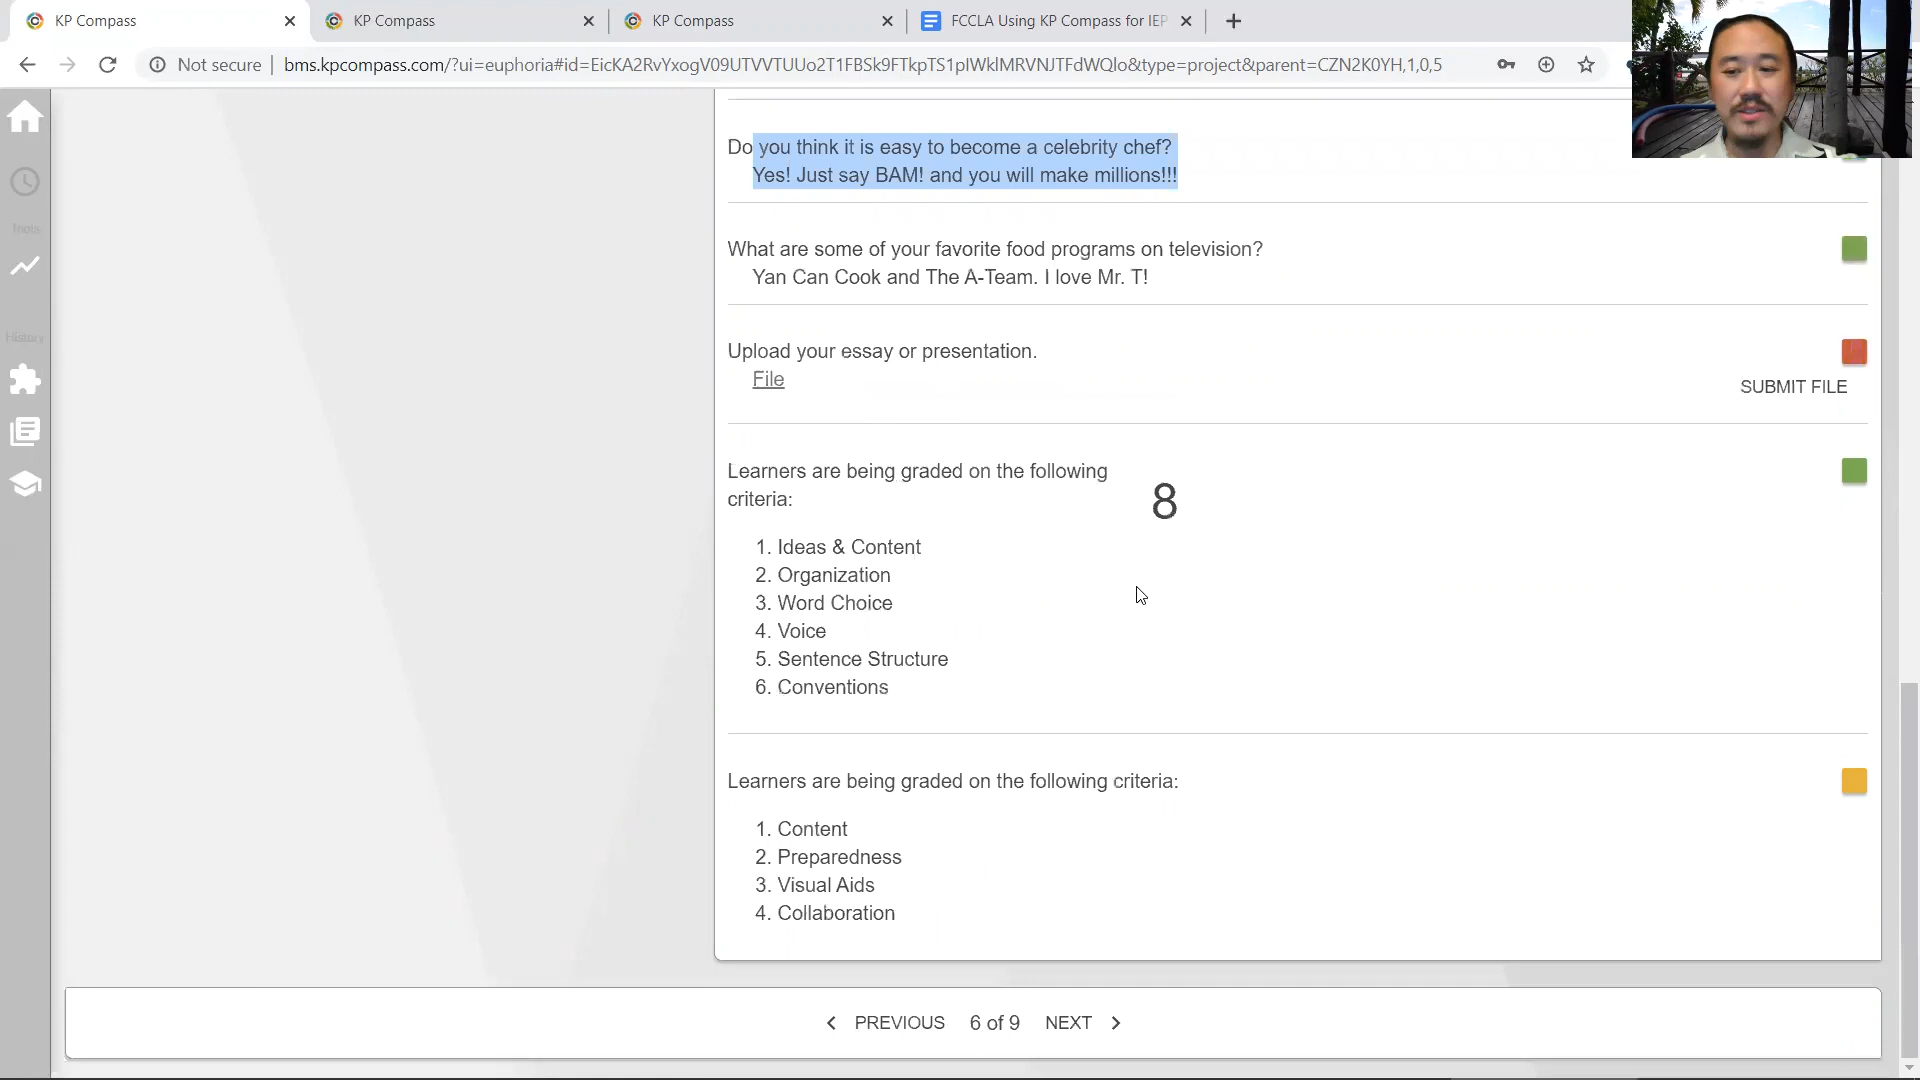 KP Compass
KP Compass
KP Compass
FCCLA Using KP Compass for IEP
Not secure
bms.kpcompass.com/?ui=euphoria#id=EicKA2RvYxogV09UTVVTUUo2T1FBSk9FTkpTS1pIWklMRVNJTFdWQlo&type=project&parent=CZN2K0YH,1,0,5
Tools
History
Do you think it is easy to become a celebrity chef?
Yes! Just say BAM! and you will make millions!!!
What are some of your favorite food programs on television?
Yan Can Cook and The A-Team. I love Mr. T!
Upload your essay or presentation.
File
SUBMIT FILE
Learners are being graded on the following
criteria:
8
1. Ideas & Content
2. Organization
3. Word Choice
4. Voice
5. Sentence Structure
6. Conventions
Learners are being graded on the following criteria:
1. Content
2. Preparedness
3. Visual Aids
4. Collaboration
PREVIOUS 6 of 9 NEXT